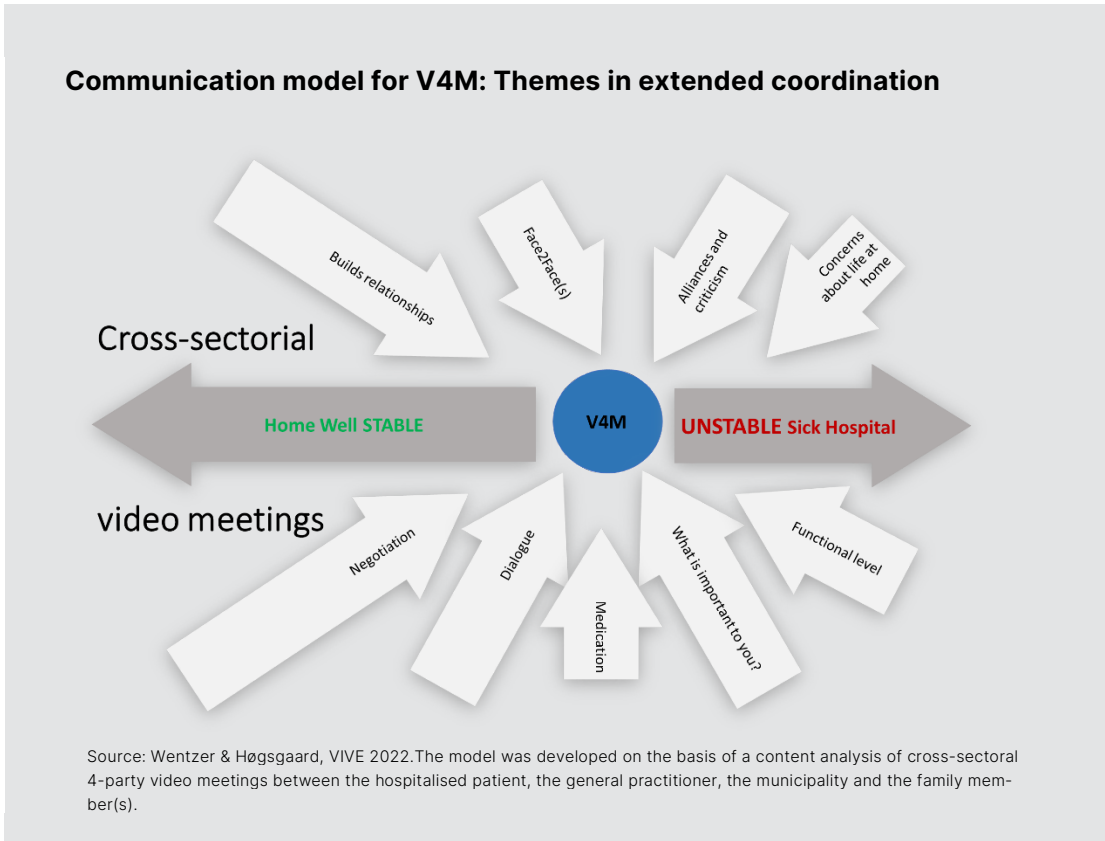 Communication model for V4M: Themes in extended coordination
Builds relationships
Face2Face(s)
Alliances and
criticism
Concerns
about life at
home
Cross-sectorial
Home Well STABLE
V4M
UNSTABLE Sick Hospital
video meetings
Negotiation
Dialogue
Medication
What is important to you?
Functional level
Source: Wentzer & Høgsgaard, VIVE 2022.The model was developed on the basis of a content analysis of cross-sectoral
4-party video meetings between the hospitalised patient, the general practitioner, the municipality and the family mem-
ber(s).